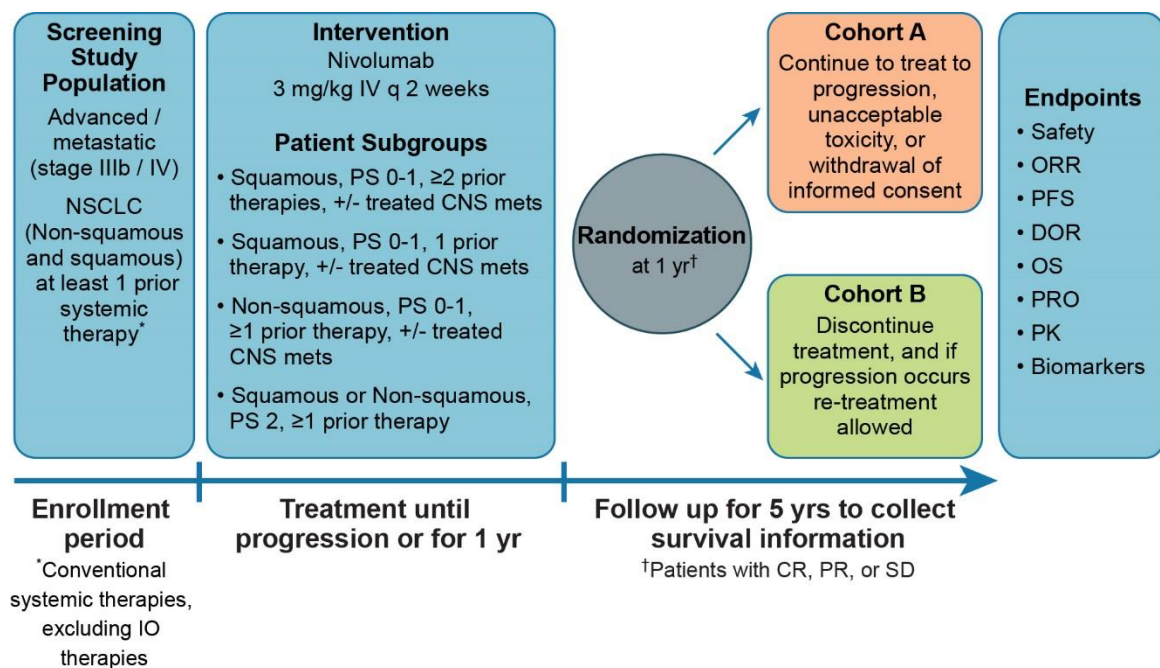 Screening
Study
Population
Advanced /
metastatic
(stage IIIb / IV)
NSCLC
(Non-squamous
and squamous)
at least 1 prior
systemic
therapy*
Intervention
Nivolumab
3 mg/kg IV q 2 weeks
Patient Subgroups
• Squamous, PS 0-1, ≥2 prior
therapies, +/- treated CNS mets
• Squamous, PS 0-1, 1 prior
therapy, +/- treated CNS mets
• Non-squamous, PS 0-1,
≥1 prior therapy, +/- treated
CNS mets
• Squamous or Non-squamous,
PS 2, ≥1 prior therapy
Randomization
at 1 yr†
Cohort A
Continue to treat to
progression,
unacceptable
toxicity, or
withdrawal of
informed consent
Cohort B
Discontinue
treatment, and if
progression occurs
re-treatment
allowed
Endpoints
• Safety
• ORR
• PFS
• DOR
• OS
• PRO
• PK
• Biomarkers
Enrollment
period
*Conventional
systemic therapies,
excluding IO
therapies
Treatment until
progression or for 1 yr
Follow up for 5 yrs to collect
survival information
†Patients with CR, PR, or SD